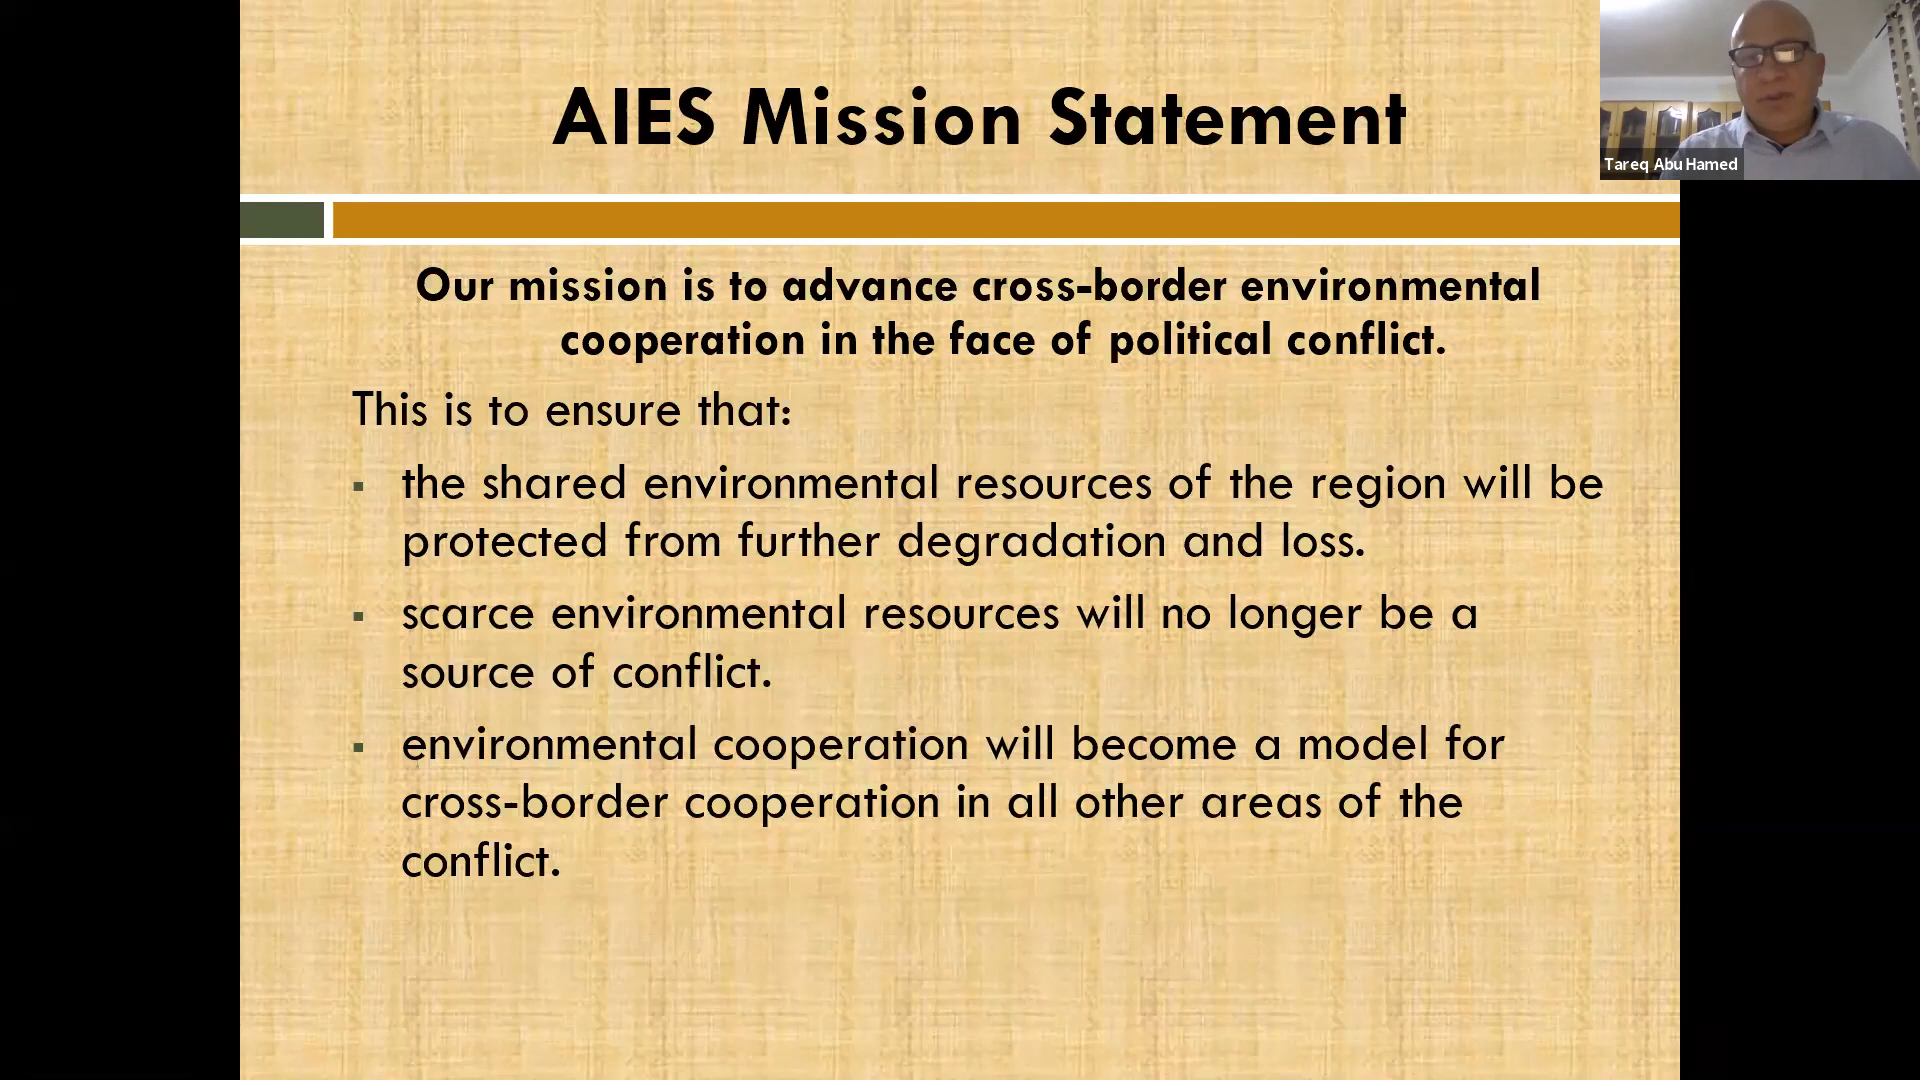 AIES Mission Statement
Tareq Abu Hamed
Our mission is to advance cross-border environmental
cooperation in the face of political conflict.
This is to ensure that:
▪ the shared environmental resources of the region will be
protected from further degradation and loss.
▪ scarce environmental resources will no longer be a
source of conflict.
▪ environmental cooperation will become a model for
cross-border cooperation in all other areas of the
conflict.